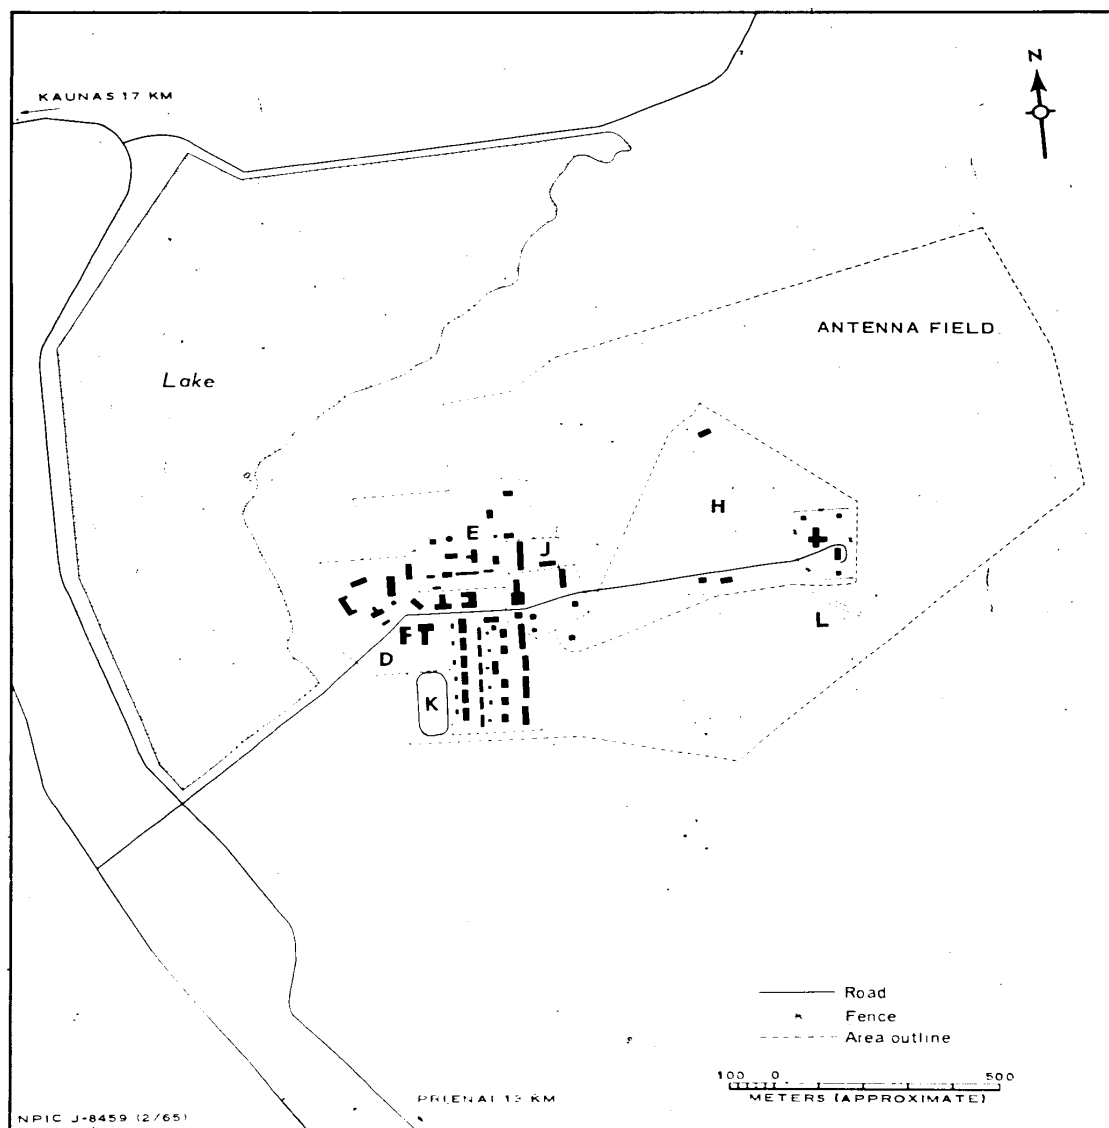 N
KAUNAS 17 KM
ANTENNA FIELD
Lake
H
E
J
L
F
D
K
Road
Fence
Area outline
100 0 500
METERS (APPROXIMATE)
PRIENAI 13 KM
NPIC J-8459 (2/65)